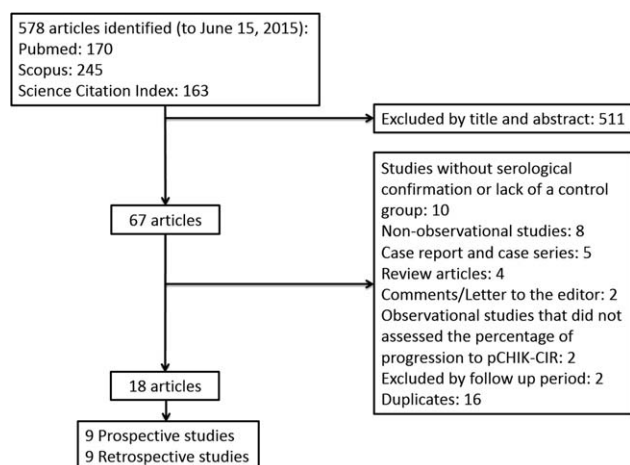 578 articles identified (to June 15, 2015):
Pubmed: 170
Scopus: 245
Science Citation Index: 163
Excluded by title and abstract: 511
67 articles
Studies without serological
confirmation or lack of a control
group: 10
Non-observational studies: 8
Case report and case series: 5
Review articles: 4
Comments/Letter to the editor: 2
Observational studies that did not
assessed the percentage of
progression to pCHIK-CIR: 2
Excluded by follow up period: 2
Duplicates: 16
18 articles
9 Prospective studies
9 Retrospective studies